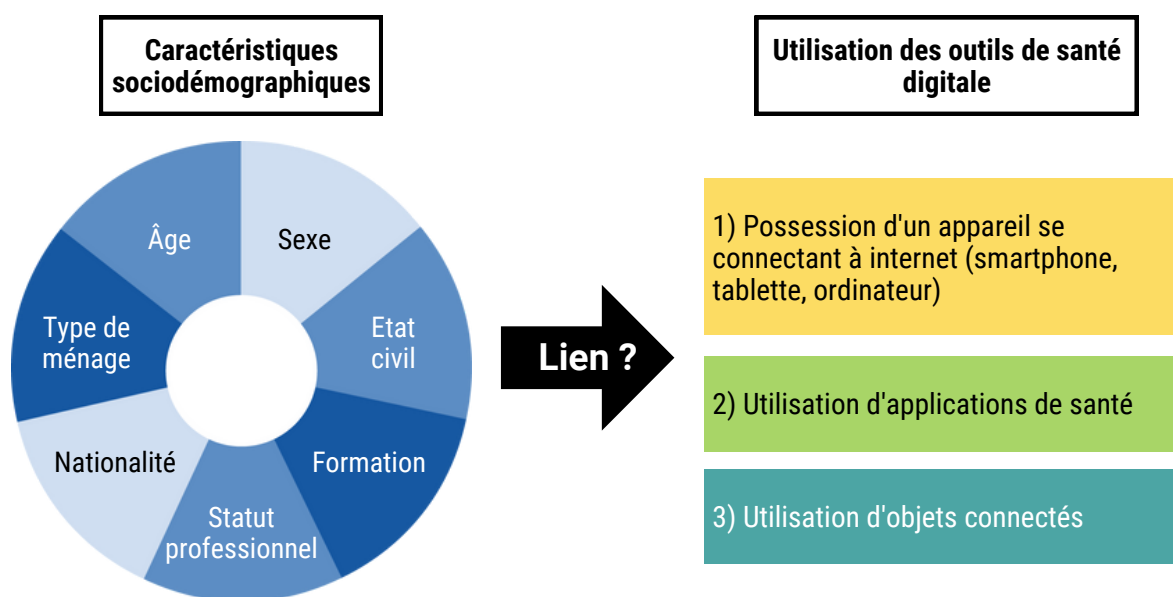 Caractéristiques
sociodémographiques
Utilisation des outils de santé
digitale
Âge
Sexe
Type de
ménage
Etat
civil
Nationalité
Formation
Statut
professionnel
Lien ?
1) Possession d'un appareil se
connectant à internet (smartphone,
tablette, ordinateur)
2) Utilisation d'applications de santé
3) Utilisation d'objets connectés